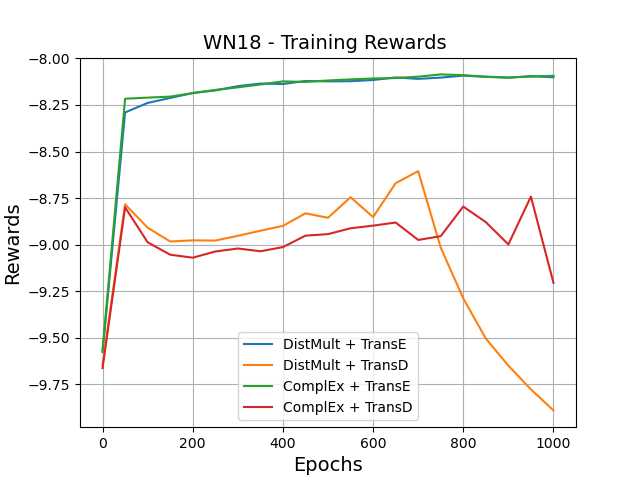 WN18 - Training Rewards
Rewards
−8.00
−8.25
−8.50
−8.75
−9.00
−9.25
−9.50
−9.75
DistMult + TransE
DistMult + TransD
ComplEx + TransE
ComplEx + TransD
0 200 400 600 800 1000
Epochs